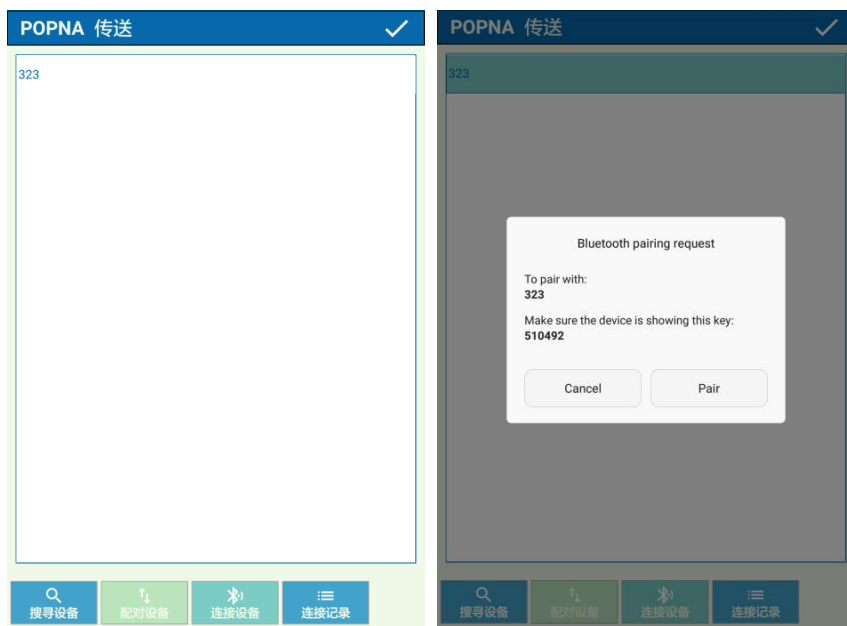 POPNA 传送
323
搜寻设备
配对设备
连接设备
连接记录
POPNA 传送
323
Bluetooth pairing request
To pair with:
323
Make sure the device is showing this key:
510492
Cancel
Pair
搜寻设备
配对设备
连接设备
连接记录